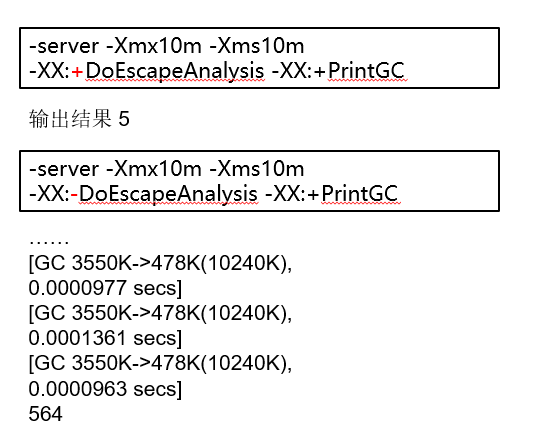 -server -Xmx10m -Xms10m
-XX:+DoEscapeAnalysis -XX:+PrintGC
输出结果 5
-server -Xmx10m -Xms10m
-XX:-DoEscapeAnalysis -XX:+PrintGC
……
[GC 3550K->478K(10240K),
0.0000977 secs]
[GC 3550K->478K(10240K),
0.0001361 secs]
[GC 3550K->478K(10240K),
0.0000963 secs]
564